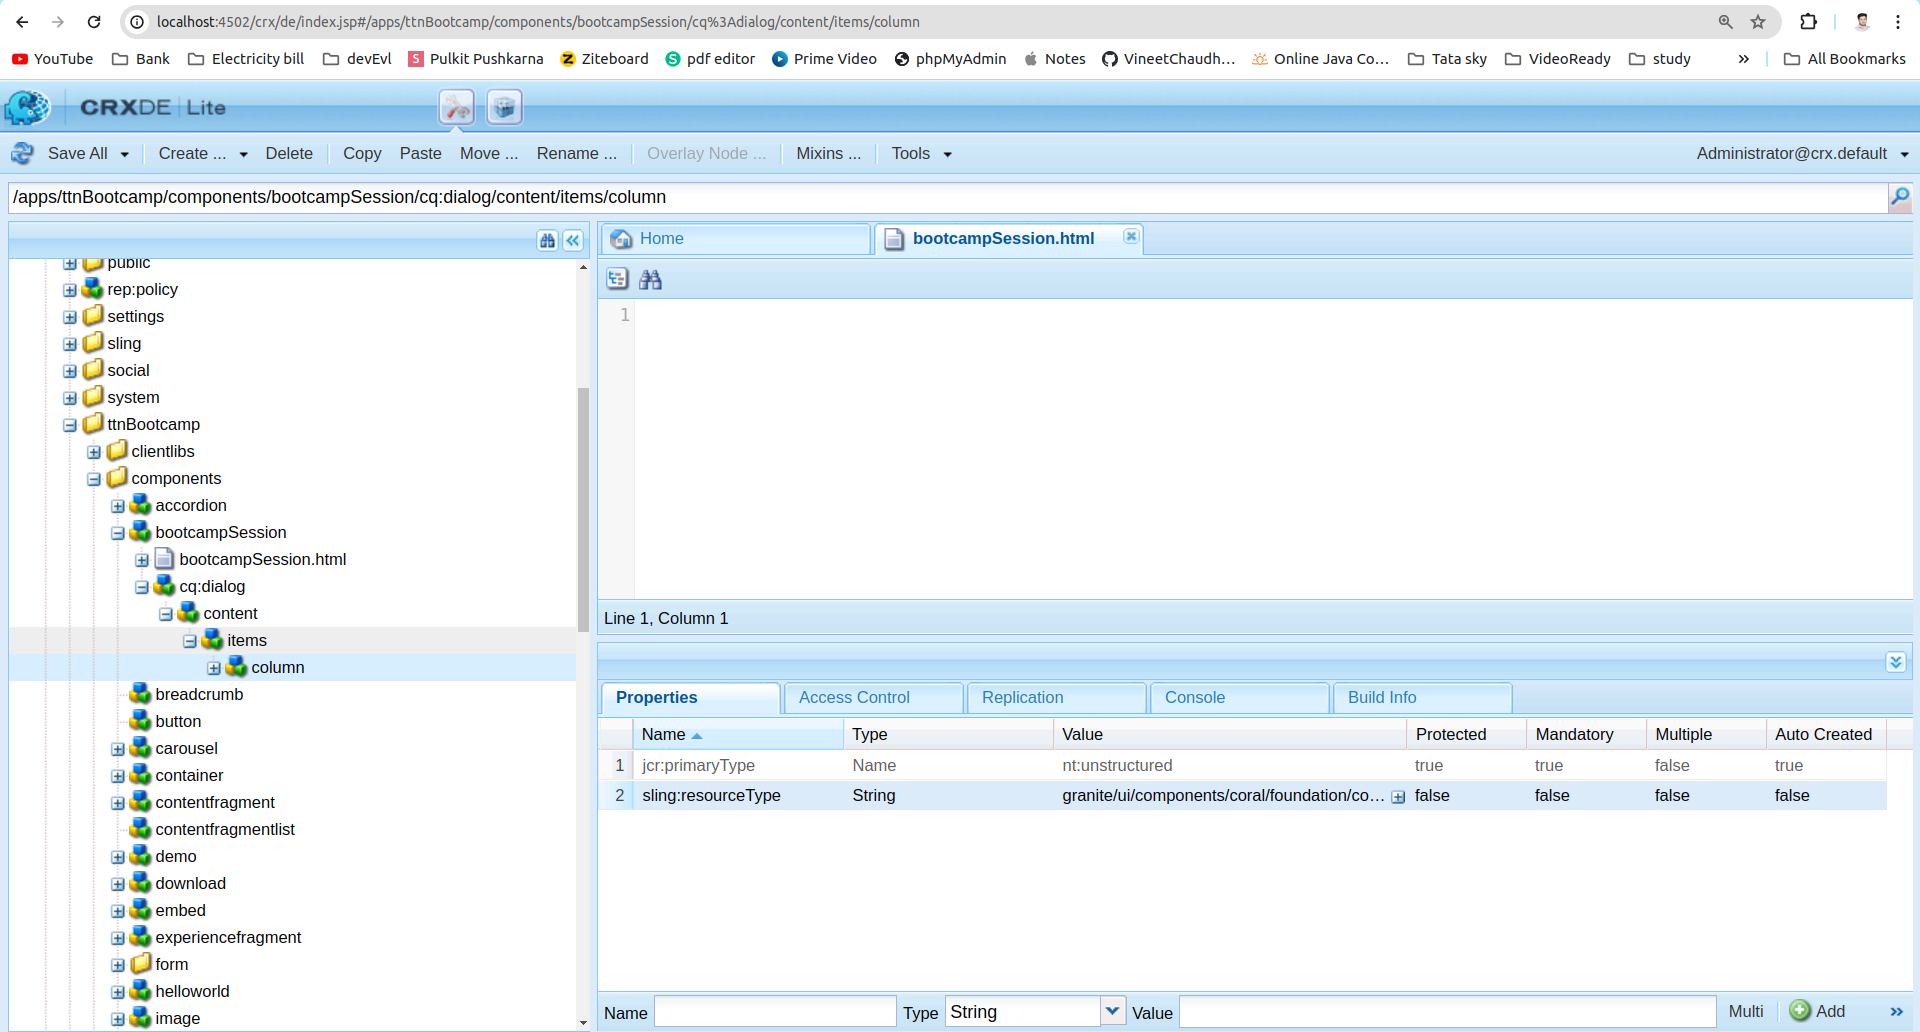 localhost:4502/crx/de/index.jsp#/apps/ttnBootcamp/components/bootcampSession/cq%3Adialog/content/items/column
YouTube Bank Electricity bill devEvl Pulkit Pushkarna Ziteboard pdf editor Prime Video phpMyAdmin Notes VineetChaudh... Online Java Co... Tata sky VideoReady study » All Bookmarks
CRXDE Lite
Save All Create ... Delete Copy Paste Move ... Rename ... Overlay Node ... Mixins ... Tools Administrator@crx.default
/apps/ttnBootcamp/components/bootcampSession/cq:dialog/content/items/column
Home bootcampSession.html
public
rep:policy
settings
sling
social
system
ttnBootcamp
clientlibs
components
accordion
bootcampSession
bootcampSession.html
cq:dialog
content
items
column
breadcrumb
button
carousel
container
contentfragment
contentfragmentlist
demo
download
embed
experiencefragment
form
helloworld
image
1
Line 1, Column 1
Properties Access Control Replication Console Build Info
Name Type Value Protected Mandatory Multiple Auto Created
1 jcr:primaryType Name nt:unstructured true true false true
2 sling:resourceType String granite/ui/components/coral/foundation/co... false false false false
Name Type String Value Multi Add »